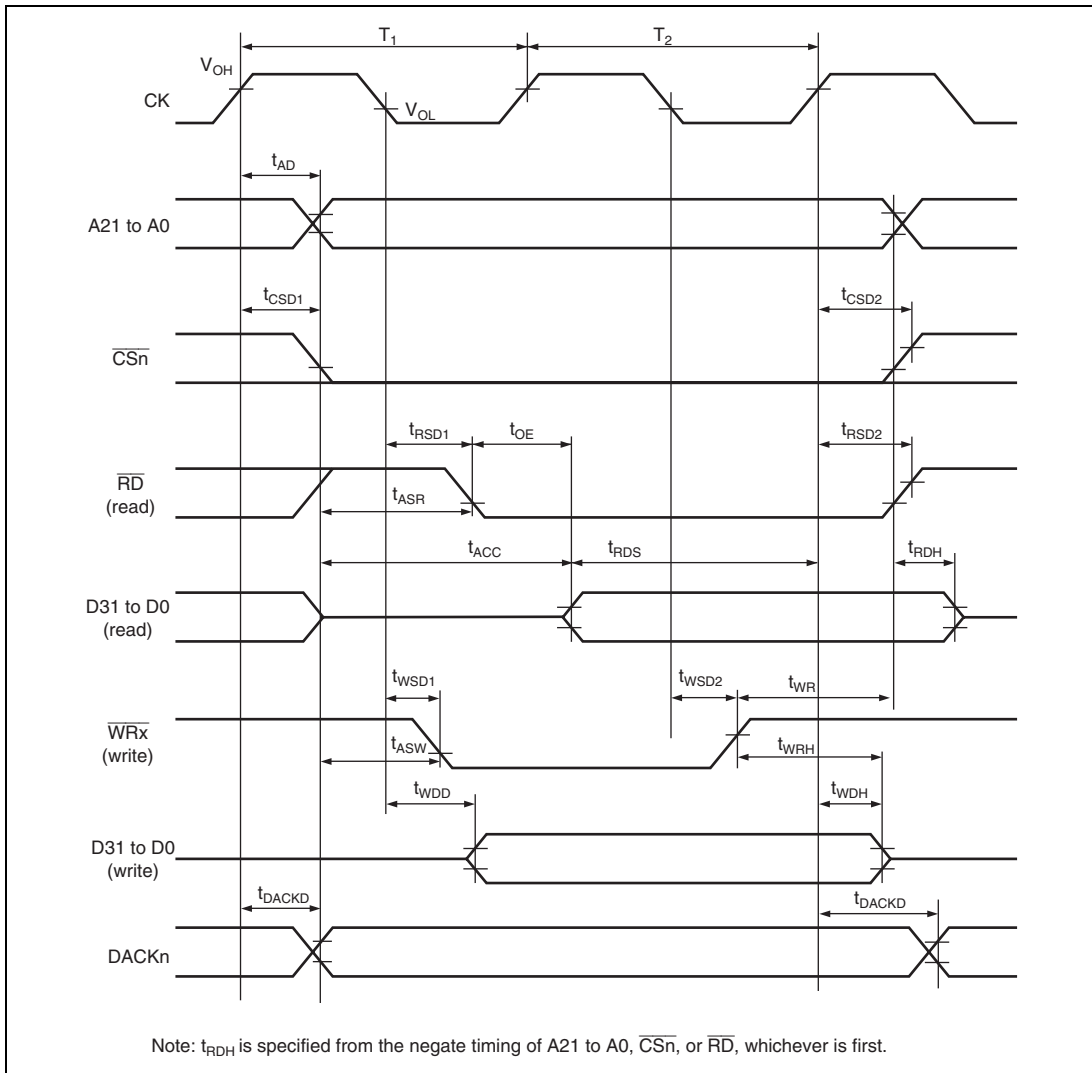 T1 T2
VOH
CK
VOL
tAD
A21 to A0
tCSD1 tCSD2
CSn
tRSD1 tOE tRSD2
RD
(read)
tASR
tACC tRDS tRDH
D31 to D0
(read)
tWSD1 tWSD2 tWR
WRx
(write)
tASW tWRH
tWDD tWDH
D31 to D0
(write)
tDACKD tDACKD
DACKn
Note: tRDH is specified from the negate timing of A21 to A0, CSn, or RD, whichever is first.